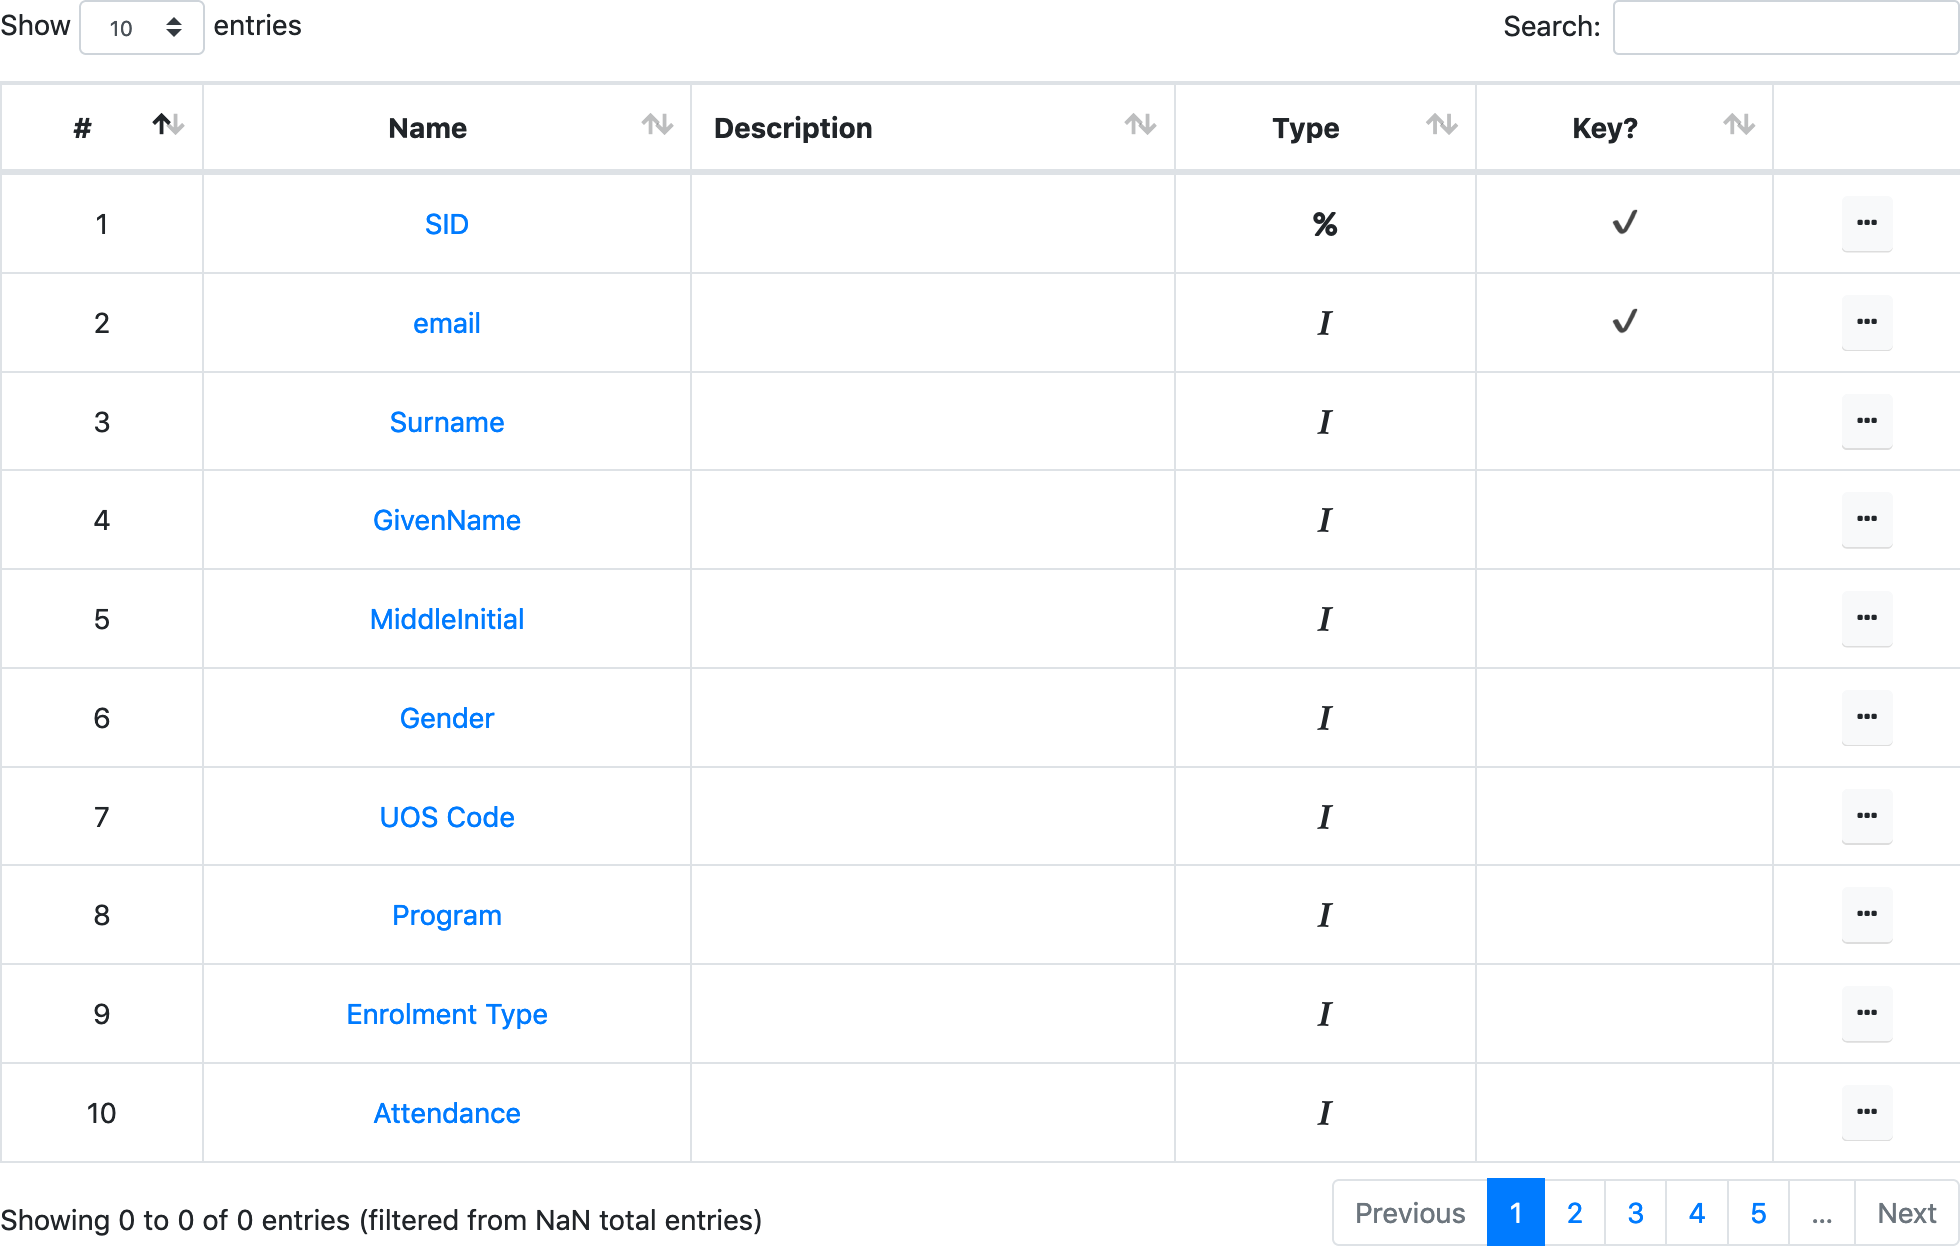 Show 10 entries Search:
# Name Description Type Key?
1 SID % ✓ ...
2 email I ✓ ...
3 Surname I ...
4 GivenName I ...
5 MiddleInitial I ...
6 Gender I ...
7 UOS Code I ...
8 Program I ...
9 Enrolment Type I ...
10 Attendance I ...
Showing 0 to 0 of 0 entries (filtered from NaN total entries) Previous 1 2 3 4 5 ... Next